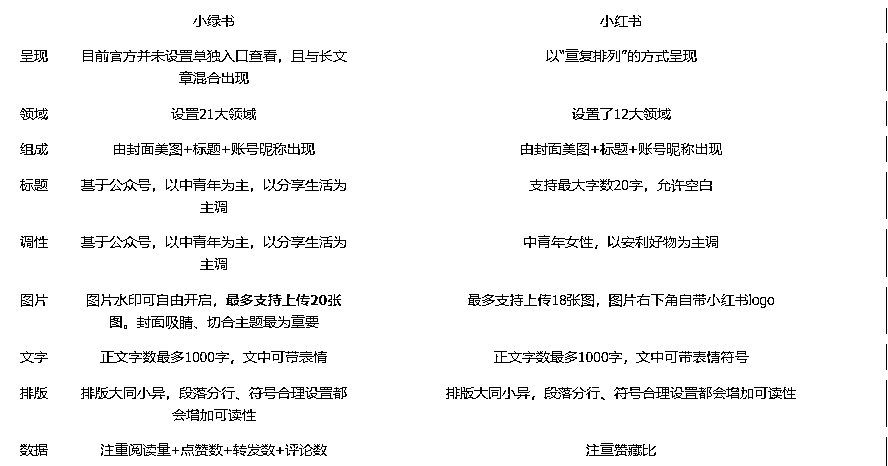 小绿书 小红书
呈现 目前官方并未设置单独入口查看，且与长文 以“重复排列”的方式呈现
章混合出现
领域 设置21大领域 设置了12大领域
组成 由封面美图+标题+账号昵称出现 由封面美图+标题+账号昵称出现
标题 基于公众号，以中青年为主，以分享生活为 支持最大字数20字，允许空白
主调
调性 基于公众号，以中青年为主，以分享生活为 中青年女性，以安利好物为主调
主调
图片 图片水印可自由开启，最多支持上传20张 最多支持上传18张图，图片右下角自带小红书logo
图。封面吸睛、切合主题最为重要
文字 正文字数最多1000字，文中可带表情 正文字数最多1000字，文中可带表情符号
排版 排版大同小异，段落分行、符号合理设置都 排版大同小异，段落分行、符号合理设置都会增加可读性
会增加可读性
数据 注重阅读量+点赞数+转发数+评论数 注重赞藏比